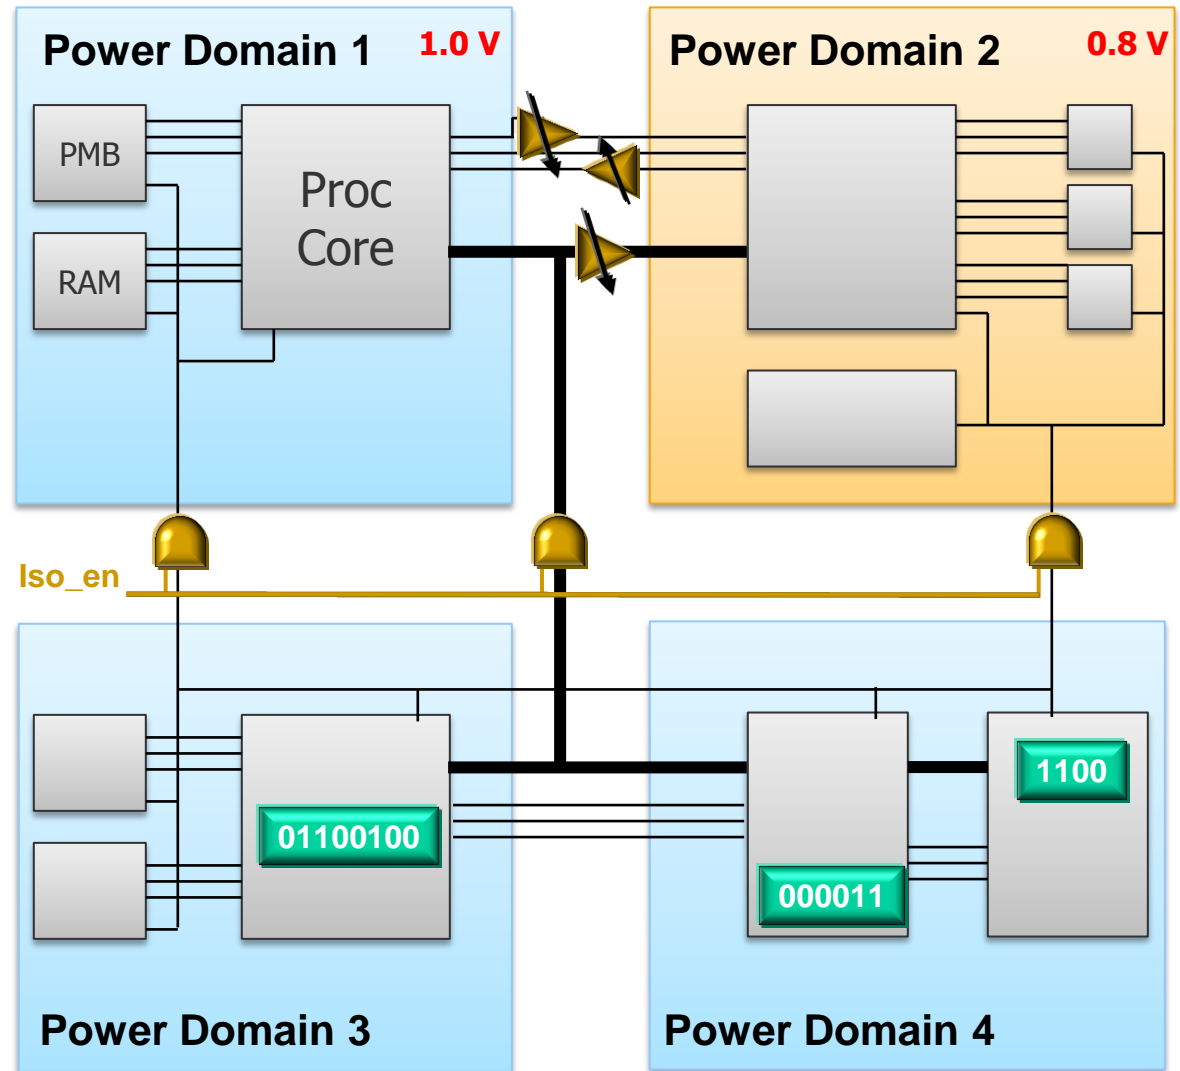 Power Domain 1
1.0 V
Power Domain 2
0.8 V
PMB
Proc
Core
RAM
Iso_en
1100
01100100
000011
Power Domain 3
Power Domain 4